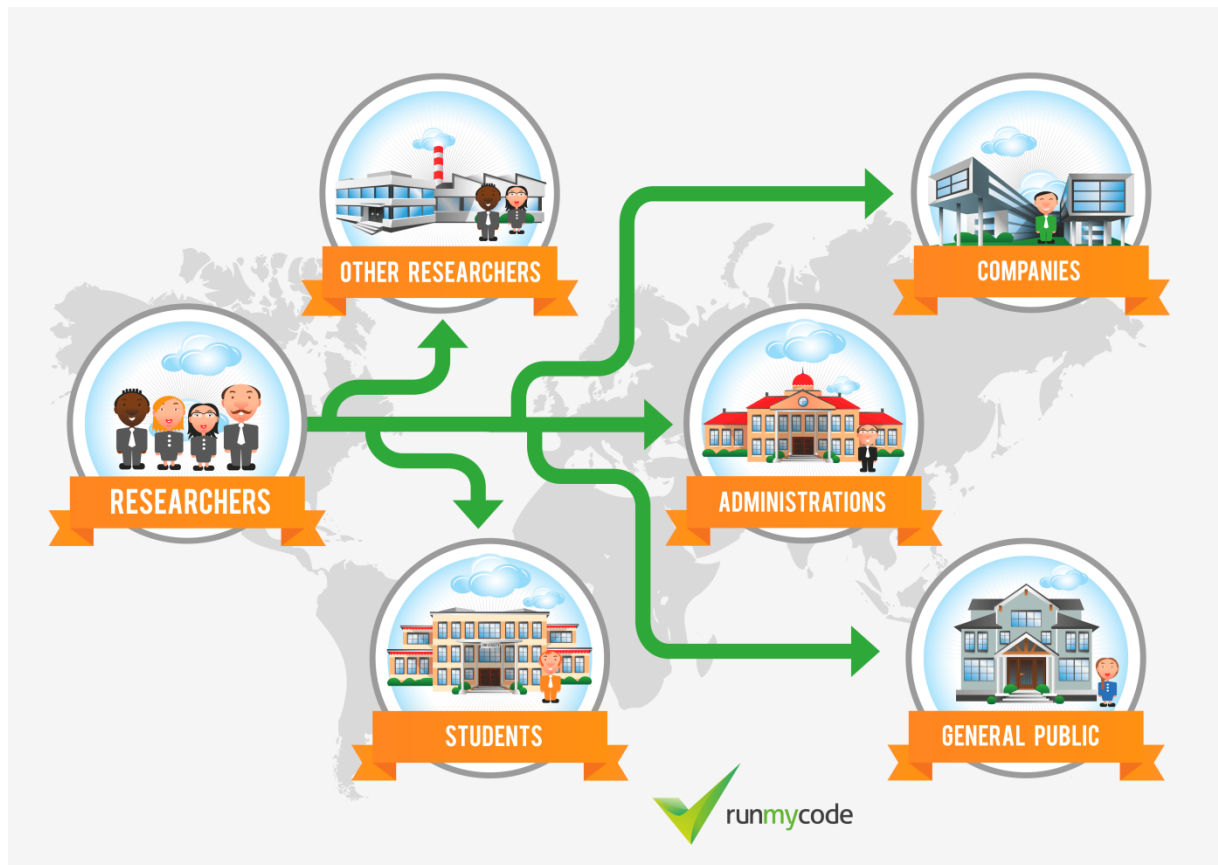 OTHER RESEARCHERS
COMPANIES
RESEARCHERS
ADMINISTRATIONS
STUDENTS
GENERAL PUBLIC
runmycode